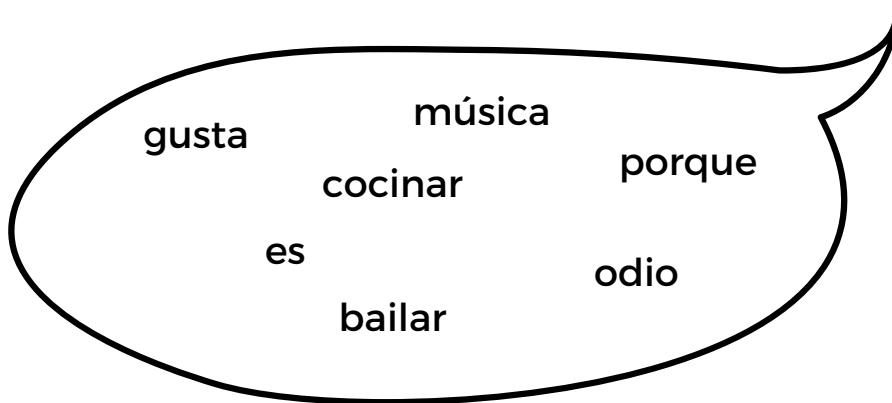 música
gusta
porque
cocinar
es
odio
bailar